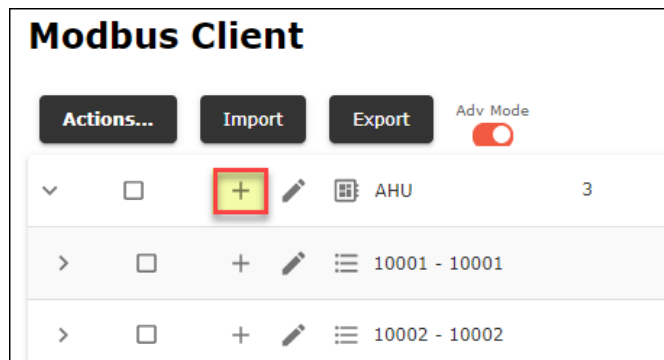 Modbus Client
Actions... Import Export Adv Mode
AHU 3
10001 - 10001
10002 - 10002